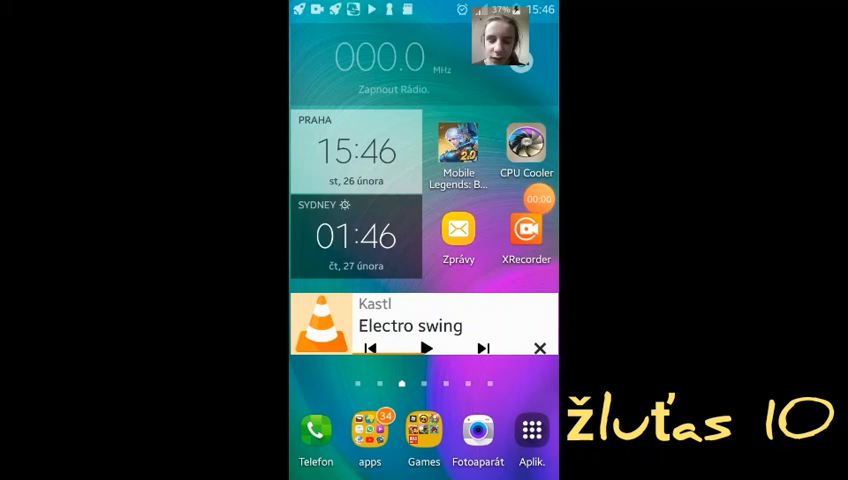 37% 15:46
000.0 MHz
Zapnout Rádio.
PRAHA
15:46
st, 26 února
SYDNEY
01:46
čt, 27 února
2.0
Mobile Legends: B...
CPU Cooler
00:00
Zprávy
XRecorder
Kastl
Electro swing
34
Telefon
apps
Games
Fotoaparát
Aplik.
žluťas 10